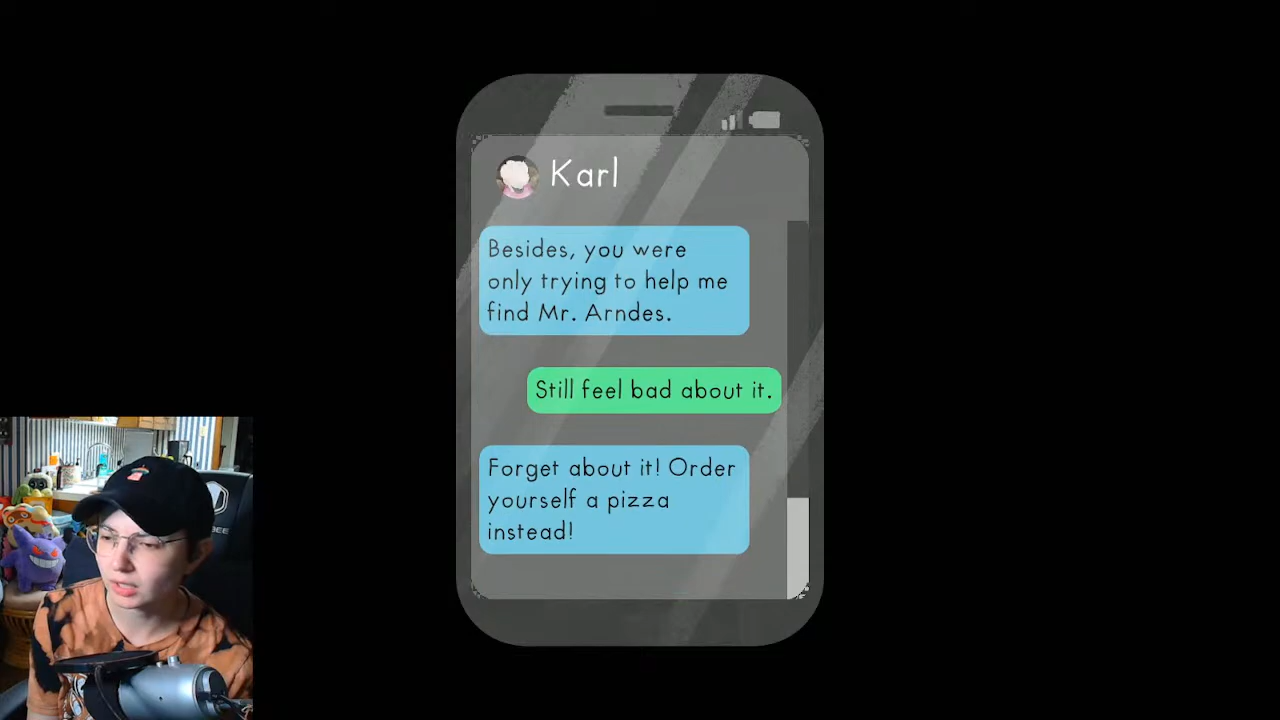 Karl
Besides, you were
only trying to help me
find Mr. Arndes.
Still feel bad about it.
Forget about it! Order
yourself a pizza
instead!